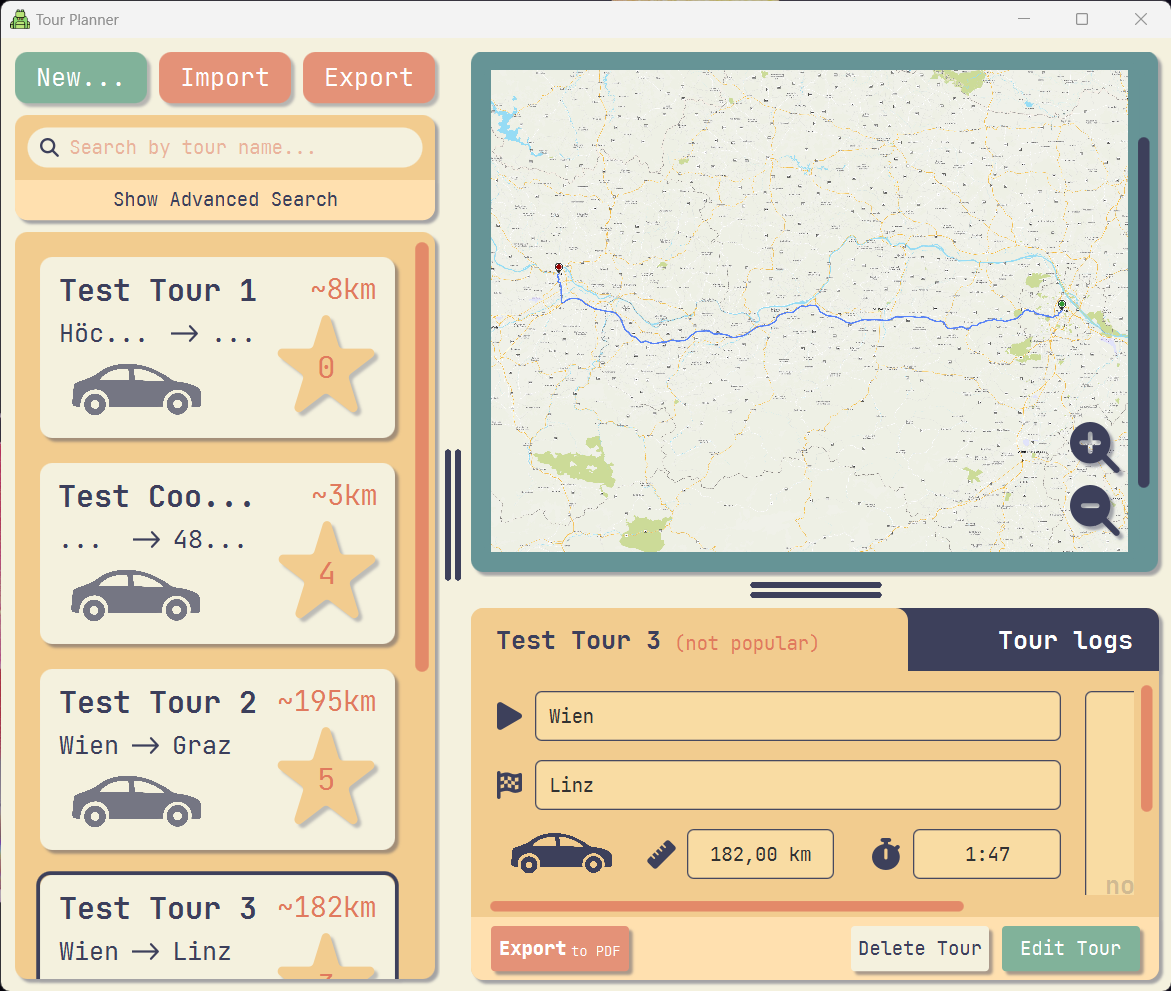 Tour Planner
New...
Import
Export
Search by tour name...
Show Advanced Search
Test Tour 1
~8km
Höc... → ...
0
Test Coo...
~3km
... → 48...
4
Test Tour 2
~195km
Wien → Graz
5
Test Tour 3
~182km
Wien → Linz
Test Tour 3 (not popular)
Tour logs
Wien
Linz
182,00 km
1:47
no
Export to PDF
Delete Tour
Edit Tour